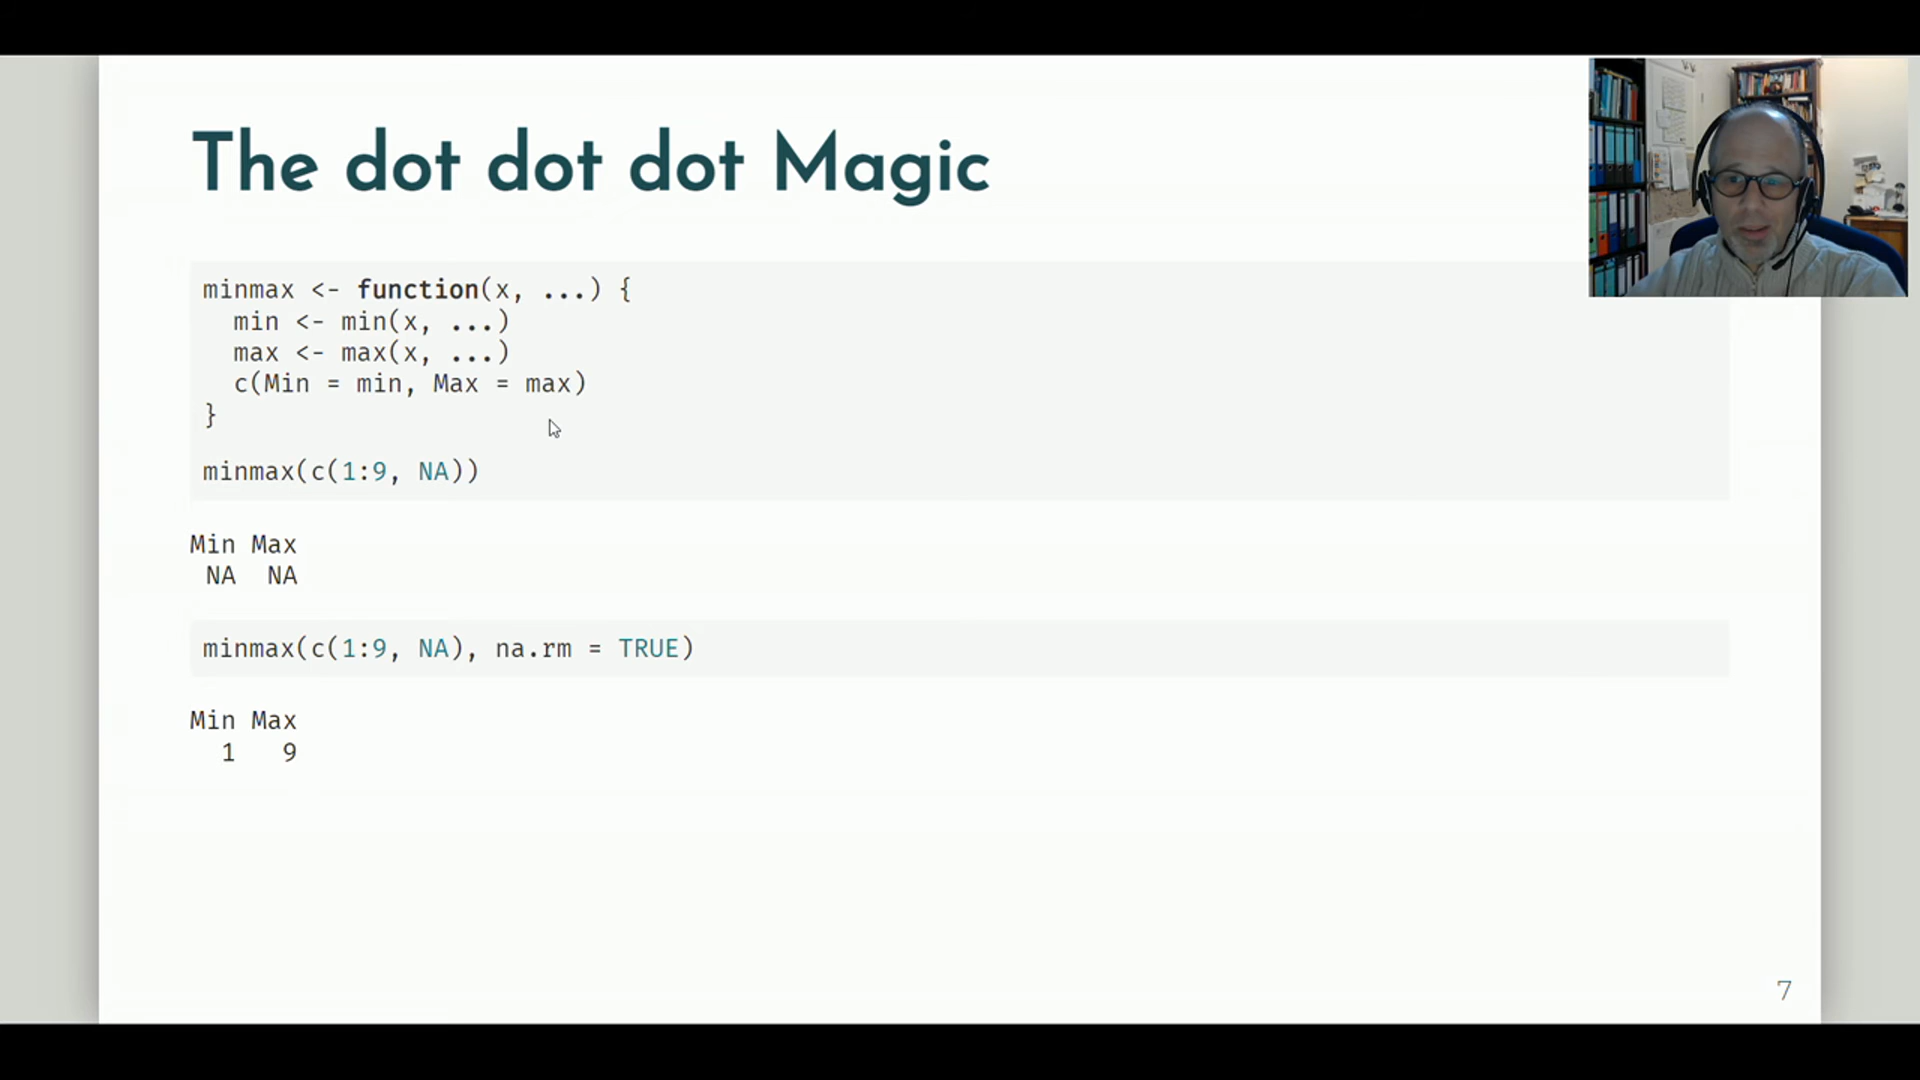 The dot dot dot Magic
minmax <- function(x, ...) {
  min <- min(x, ...)
  max <- max(x, ...)
  c(Min = min, Max = max)
}
minmax(c(1:9, NA))
Min Max
 NA  NA
minmax(c(1:9, NA), na.rm = TRUE)
Min Max
  1   9
7